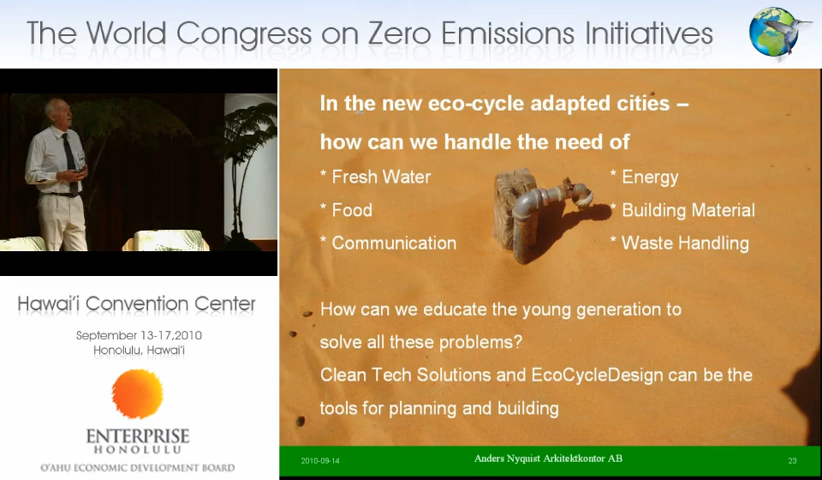 The World Congress on Zero Emissions Initiatives
In the new eco-cycle adapted cities –
how can we handle the need of
* Fresh Water
* Food
* Communication
* Energy
* Building Material
* Waste Handling
How can we educate the young generation to
solve all these problems?
Clean Tech Solutions and EcoCycleDesign can be the
tools for planning and building
2010-09-14
Anders Nyquist Arkitektkontor AB
23
Hawai'i Convention Center
September 13-17,2010
Honolulu, Hawai'i
ENTERPRISE
HONOLULU
O'AHU ECONOMIC DEVELOPMENT BOARD